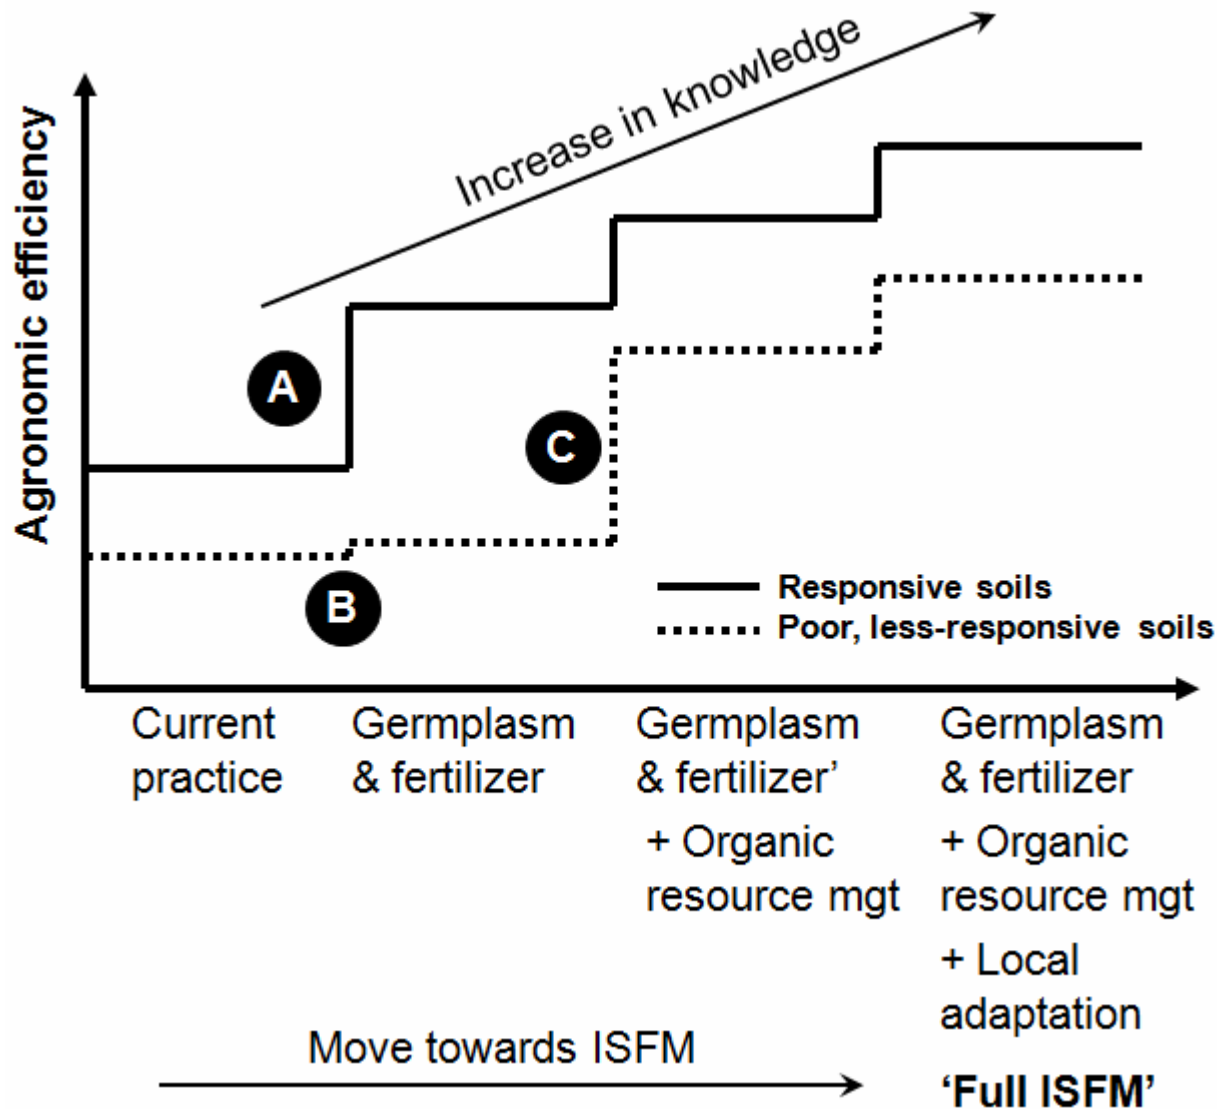 Increase in knowledge
Agronomic efficiency
A
C
B
Responsive soils
Poor, less-responsive soils
Current
practice
Germplasm
& fertilizer
Germplasm
& fertilizer’
+ Organic
resource mgt
Germplasm
& fertilizer
+ Organic
resource mgt
+ Local
adaptation
Move towards ISFM
‘Full ISFM’